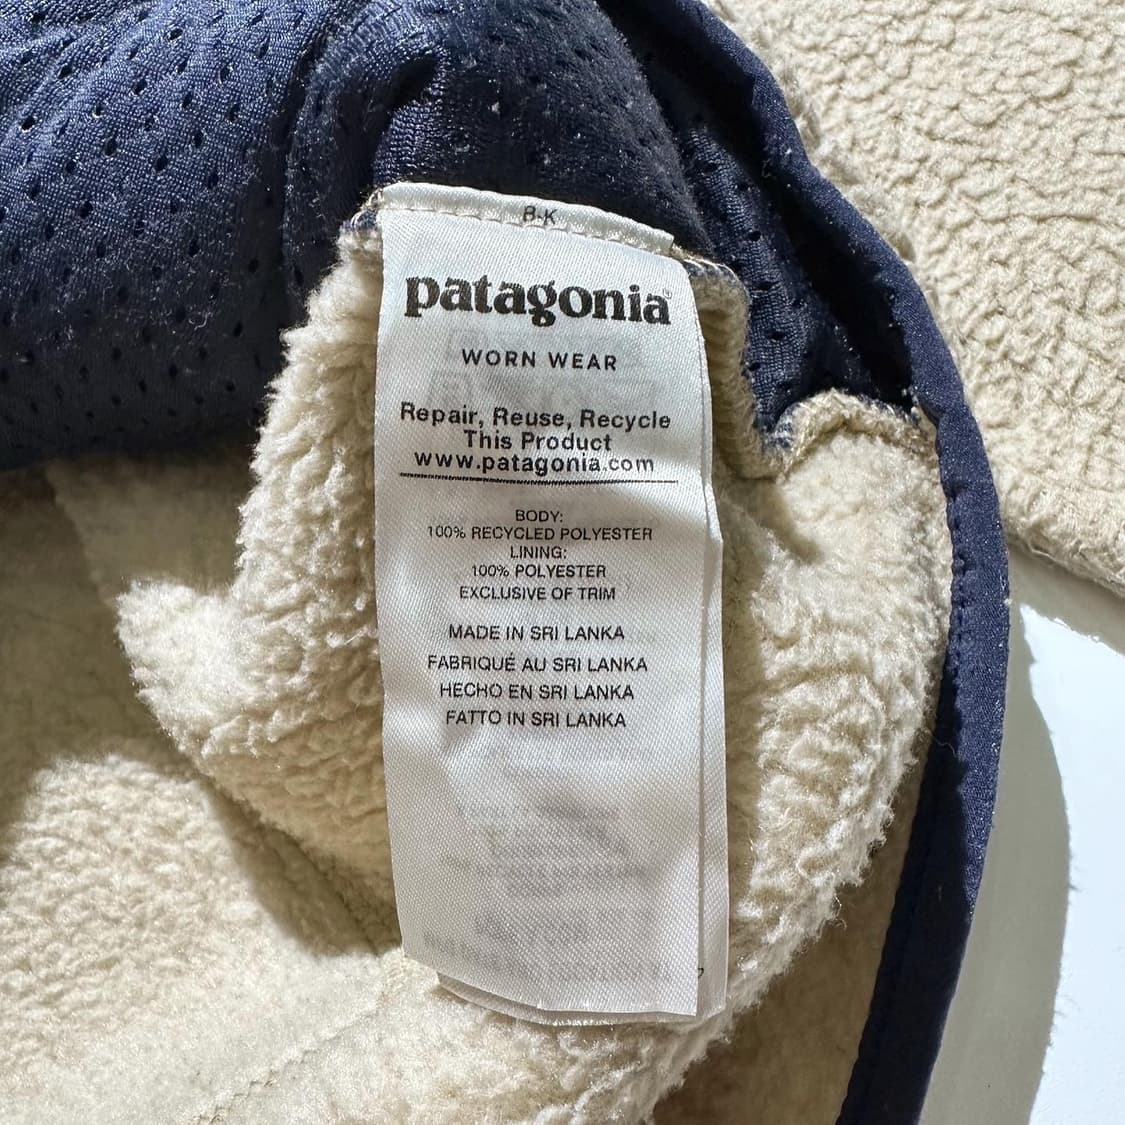 B-K
patagonia
WORN WEAR
Repair, Reuse, Recycle
This Product
www.patagonia.com
BODY:
100% RECYCLED POLYESTER
LINING:
100% POLYESTER
EXCLUSIVE OF TRIM
MADE IN SRI LANKA
FABRIQUÉ AU SRI LANKA
HECHO EN SRI LANKA
FATTO IN SRI LANKA